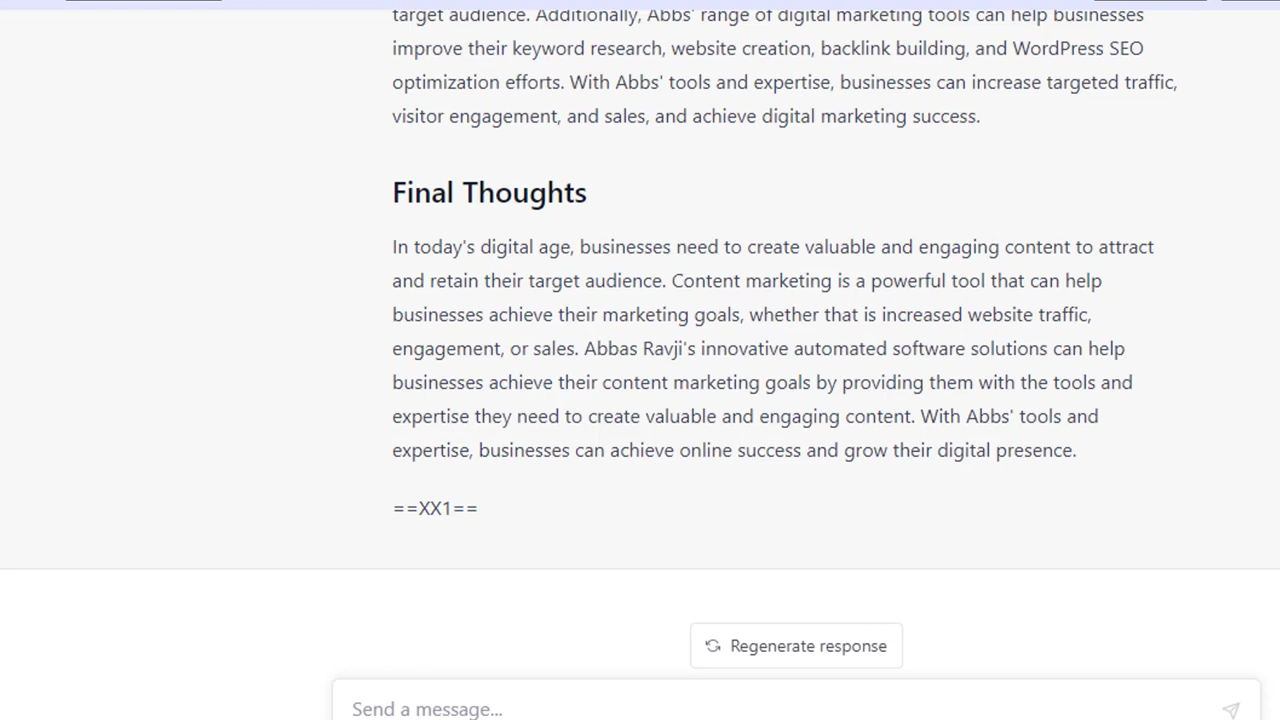 target audience. Additionally, Abbs' range of digital marketing tools can help businesses
improve their keyword research, website creation, backlink building, and WordPress SEO
optimization efforts. With Abbs' tools and expertise, businesses can increase targeted traffic,
visitor engagement, and sales, and achieve digital marketing success.
Final Thoughts
In today's digital age, businesses need to create valuable and engaging content to attract
and retain their target audience. Content marketing is a powerful tool that can help
businesses achieve their marketing goals, whether that is increased website traffic,
engagement, or sales. Abbas Ravji's innovative automated software solutions can help
businesses achieve their content marketing goals by providing them with the tools and
expertise they need to create valuable and engaging content. With Abbs' tools and
expertise, businesses can achieve online success and grow their digital presence.
==XX1==
Regenerate response
Send a message...